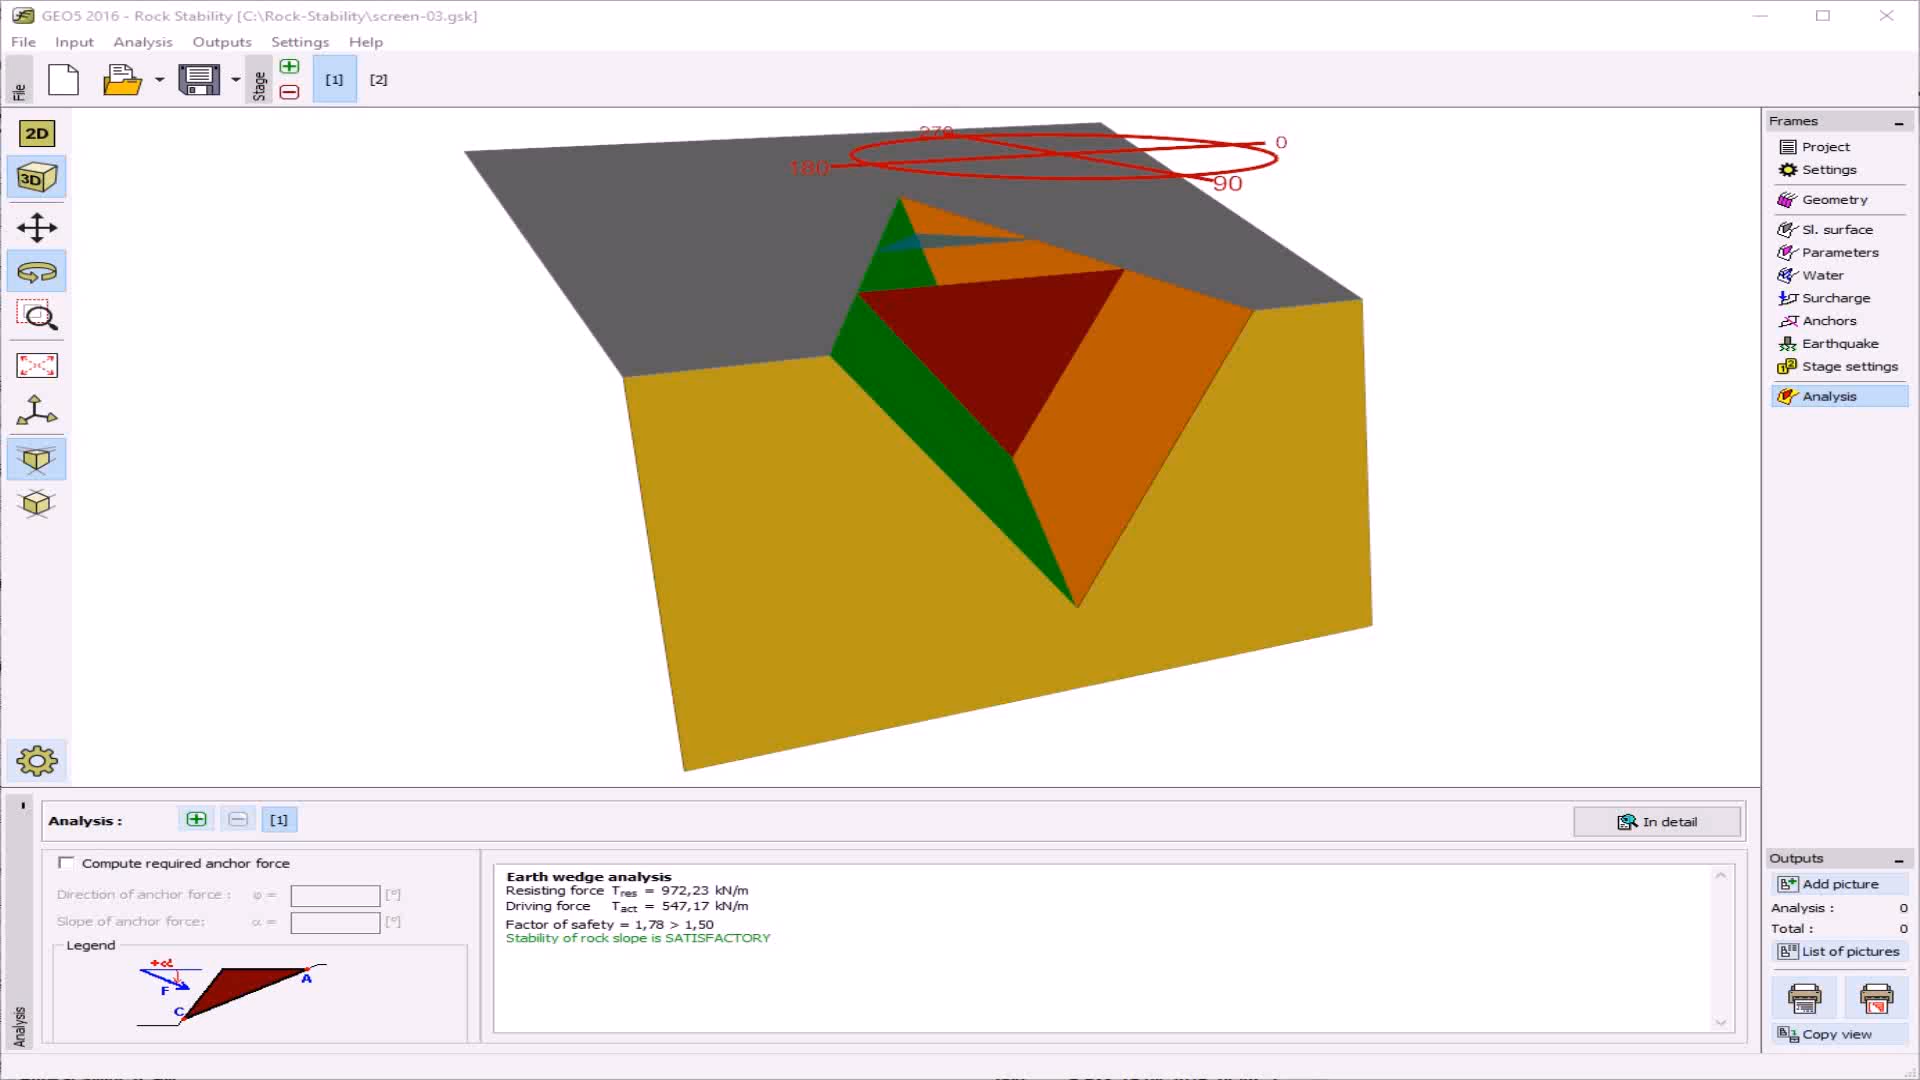 GEO5 2016 - Rock Stability [C:\Rock-Stability\screen-03.gsk]
File Input Analysis Outputs Settings Help
File
Stage
[1] [2]
2D
3D
270
0
180
90
Frames
Project
Settings
Geometry
Sl. surface
Parameters
Water
Surcharge
Anchors
Earthquake
Stage settings
Analysis
Analysis : [1]
In detail
Compute required anchor force
Direction of anchor force : φ = [°]
Slope of anchor force: α = [°]
Legend
+α
F
A
C
Analysis
Earth wedge analysis
Resisting force Tres = 972,23 kN/m
Driving force Tact = 547,17 kN/m
Factor of safety = 1,78 > 1,50
Stability of rock slope is SATISFACTORY
Outputs
Add picture
Analysis : 0
Total : 0
List of pictures
Copy view